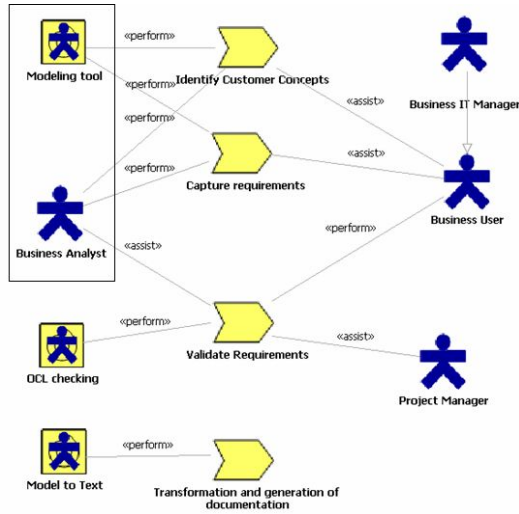 «perform»
Modeling tool
Identify Customer Concepts
«perform»
«assist»
Business IT Manager
«perform»
«assist»
«perform»
Capture requirements
Business User
«perform»
Business Analyst
«assist»
«perform»
Validate Requirements
«assist»
OCL checking
Project Manager
«perform»
Model to Text
Transformation and generation of
documentation